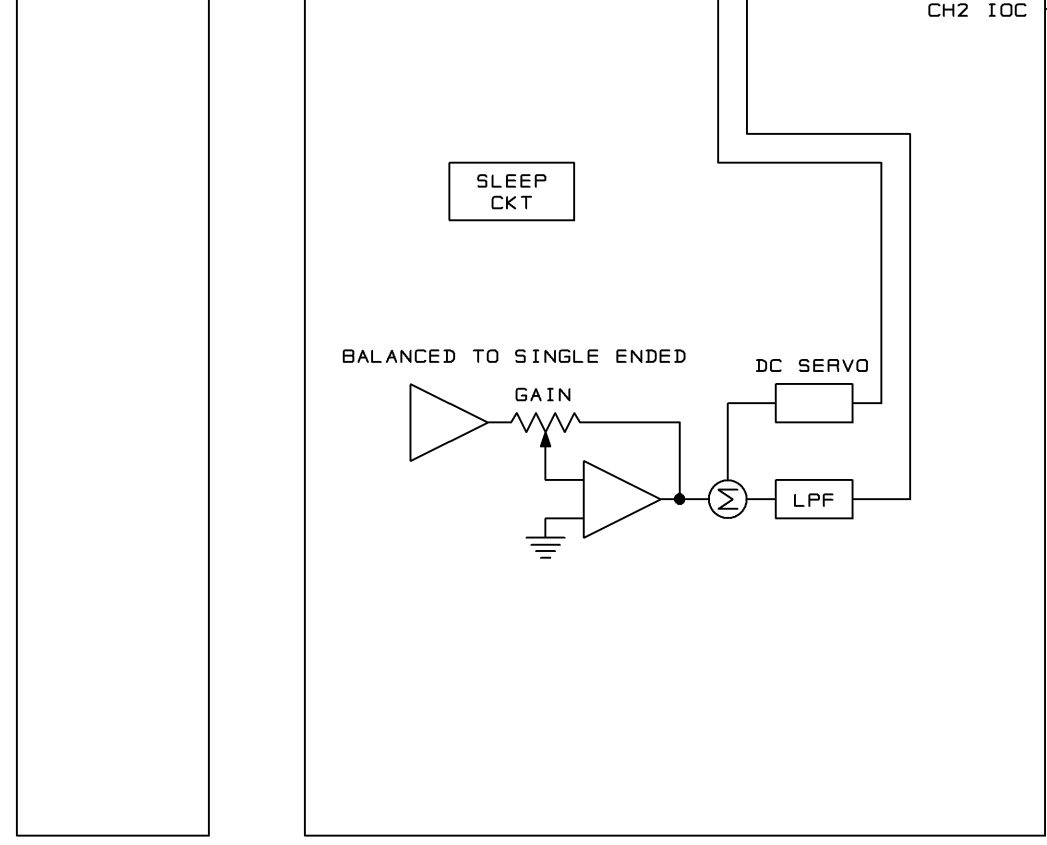 CH2 IOC
SLEEP
CKT
BALANCED TO SINGLE ENDED
DC SERVO
GAIN
Σ
LPF